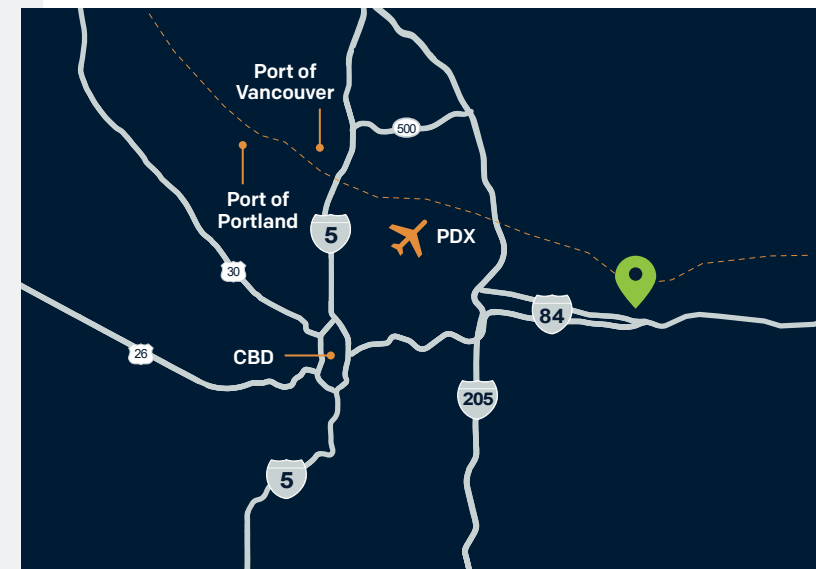 Port of
Vancouver
500
Port of
Portland
5
PDX
30
84
26
CBD
205
5